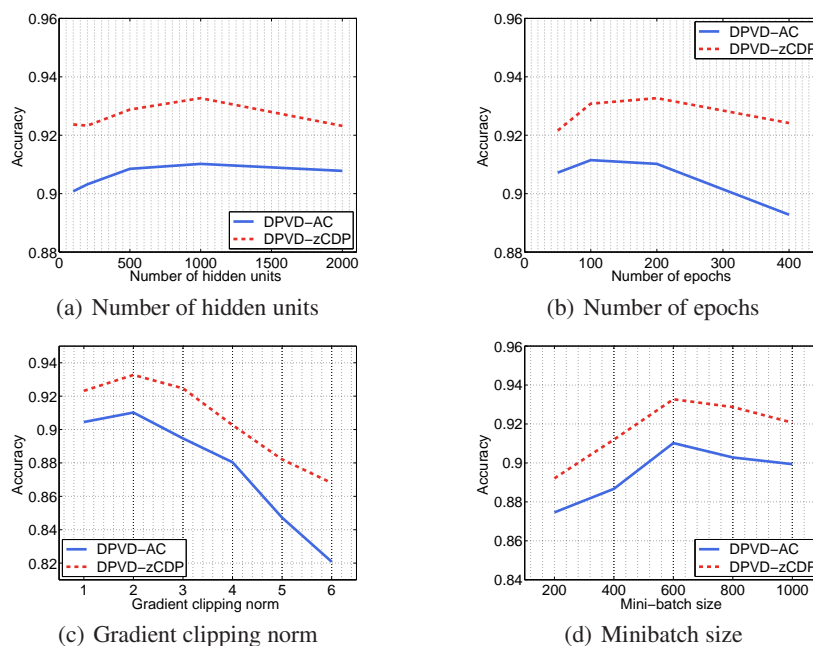 0.96
0.94
0.92
0.9
0.88
Accuracy
0 500 1000 1500 2000
Number of hidden units
DPVD−AC
DPVD−zCDP
(a) Number of hidden units
0.96
0.94
0.92
0.9
0.88
Accuracy
0 100 200 300 400
Number of epochs
DPVD−AC
DPVD−zCDP
(b) Number of epochs
0.94
0.92
0.9
0.88
0.86
0.84
0.82
Accuracy
1 2 3 4 5 6
Gradient clipping norm
DPVD−AC
DPVD−zCDP
(c) Gradient clipping norm
0.96
0.94
0.92
0.9
0.88
0.86
0.84
Accuracy
200 400 600 800 1000
Mini−batch size
DPVD−AC
DPVD−zCDP
(d) Minibatch size